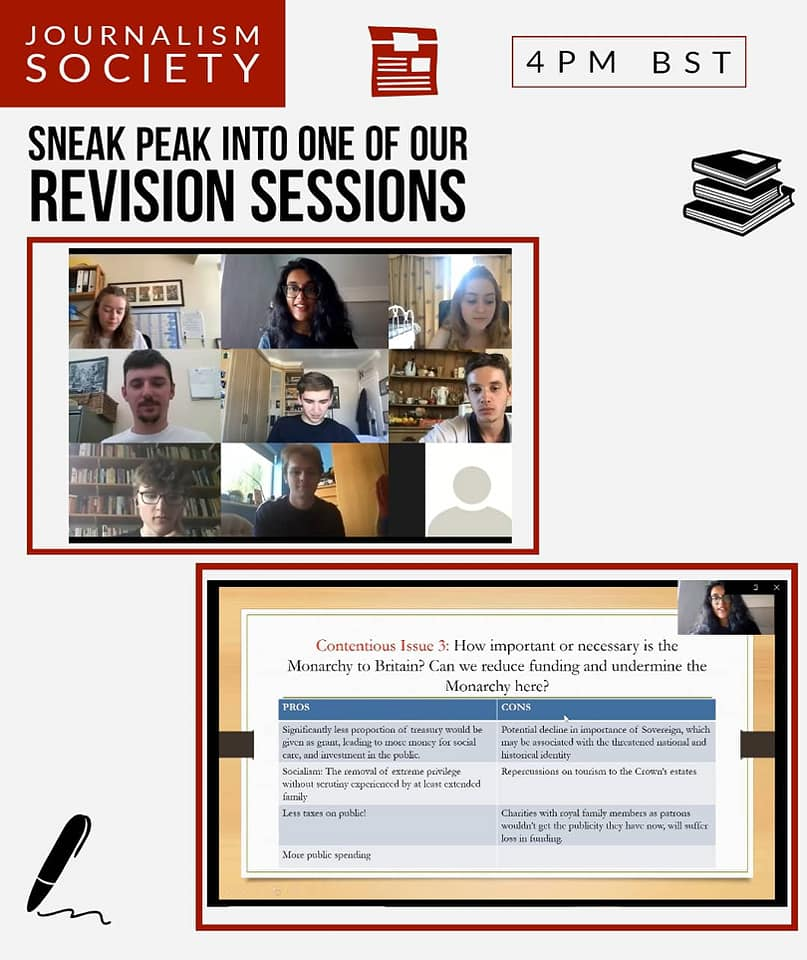 JOURNALISM
SOCIETY
4PM BST
SNEAK PEAK INTO ONE OF OUR
REVISION SESSIONS
Contentious Issue 3: How important or necessary is the
Monarchy to Britain? Can we reduce funding and undermine the
Monarchy here?
PROS
CONS
Significantly less proportion of treasury would be
given as grant, leading to more money for social
care, and investment in the public.
Potential decline in importance of Sovereign, which
may be associated with the threatened national and
historical identity
Socialism: The removal of extreme privilege
without scrutiny experienced by at least extended
family
Repercussions on tourism to the Crown's estates
Less taxes on public!
Charities with royal family members as patrons
wouldn't get the publicity they have now, will suffer
loss in funding.
More public spending